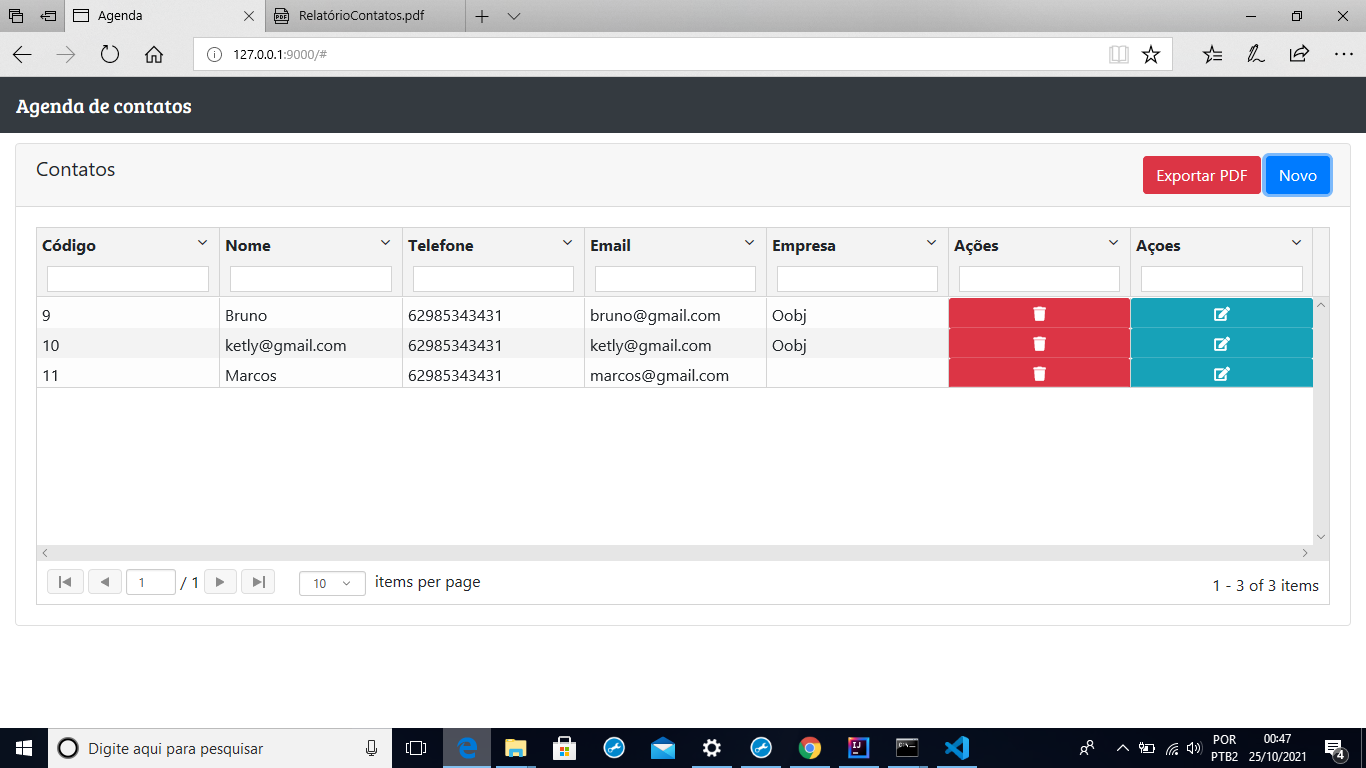 Agenda
RelatórioContatos.pdf
127.0.0.1:9000/#
Agenda de contatos
Contatos
Exportar PDF
Novo
Código Nome Telefone Email Empresa Ações Açoes
9 Bruno 62985343431 bruno@gmail.com Oobj
10 ketly@gmail.com 62985343431 ketly@gmail.com Oobj
11 Marcos 62985343431 marcos@gmail.com
1 / 1 10 items per page 1 - 3 of 3 items
Digite aqui para pesquisar
POR 00:47
PTB2 25/10/2021 4